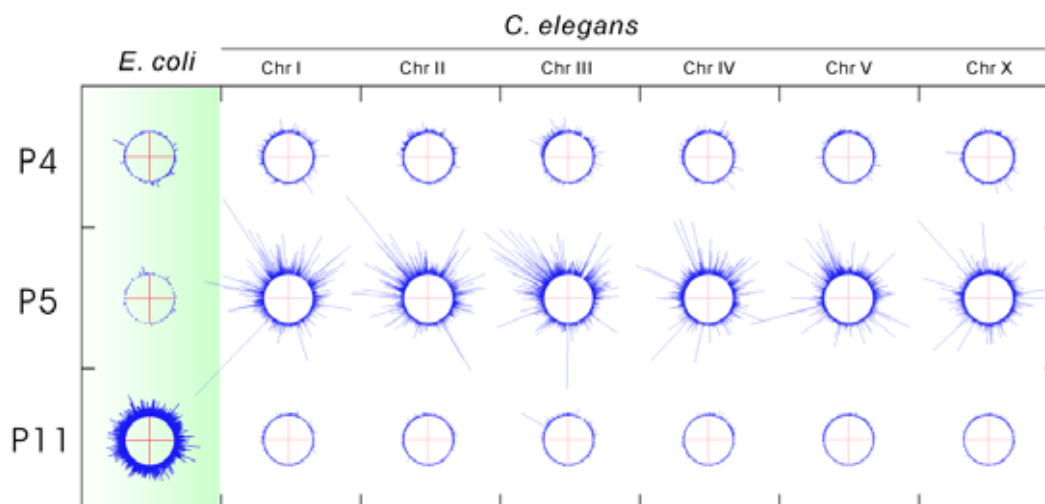 C. elegans
E. coli Chr I Chr II Chr III Chr IV Chr V Chr X
P4
P5
P11